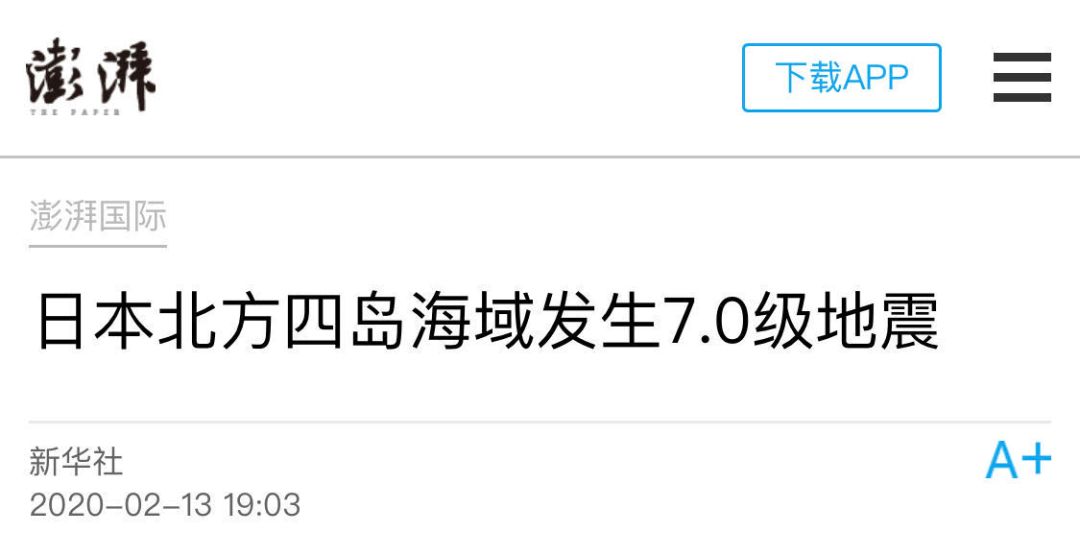 澎湃
THE PAPER
下载APP
澎湃国际
日本北方四岛海域发生7.0级地震
新华社
A+
2020-02-13 19:03